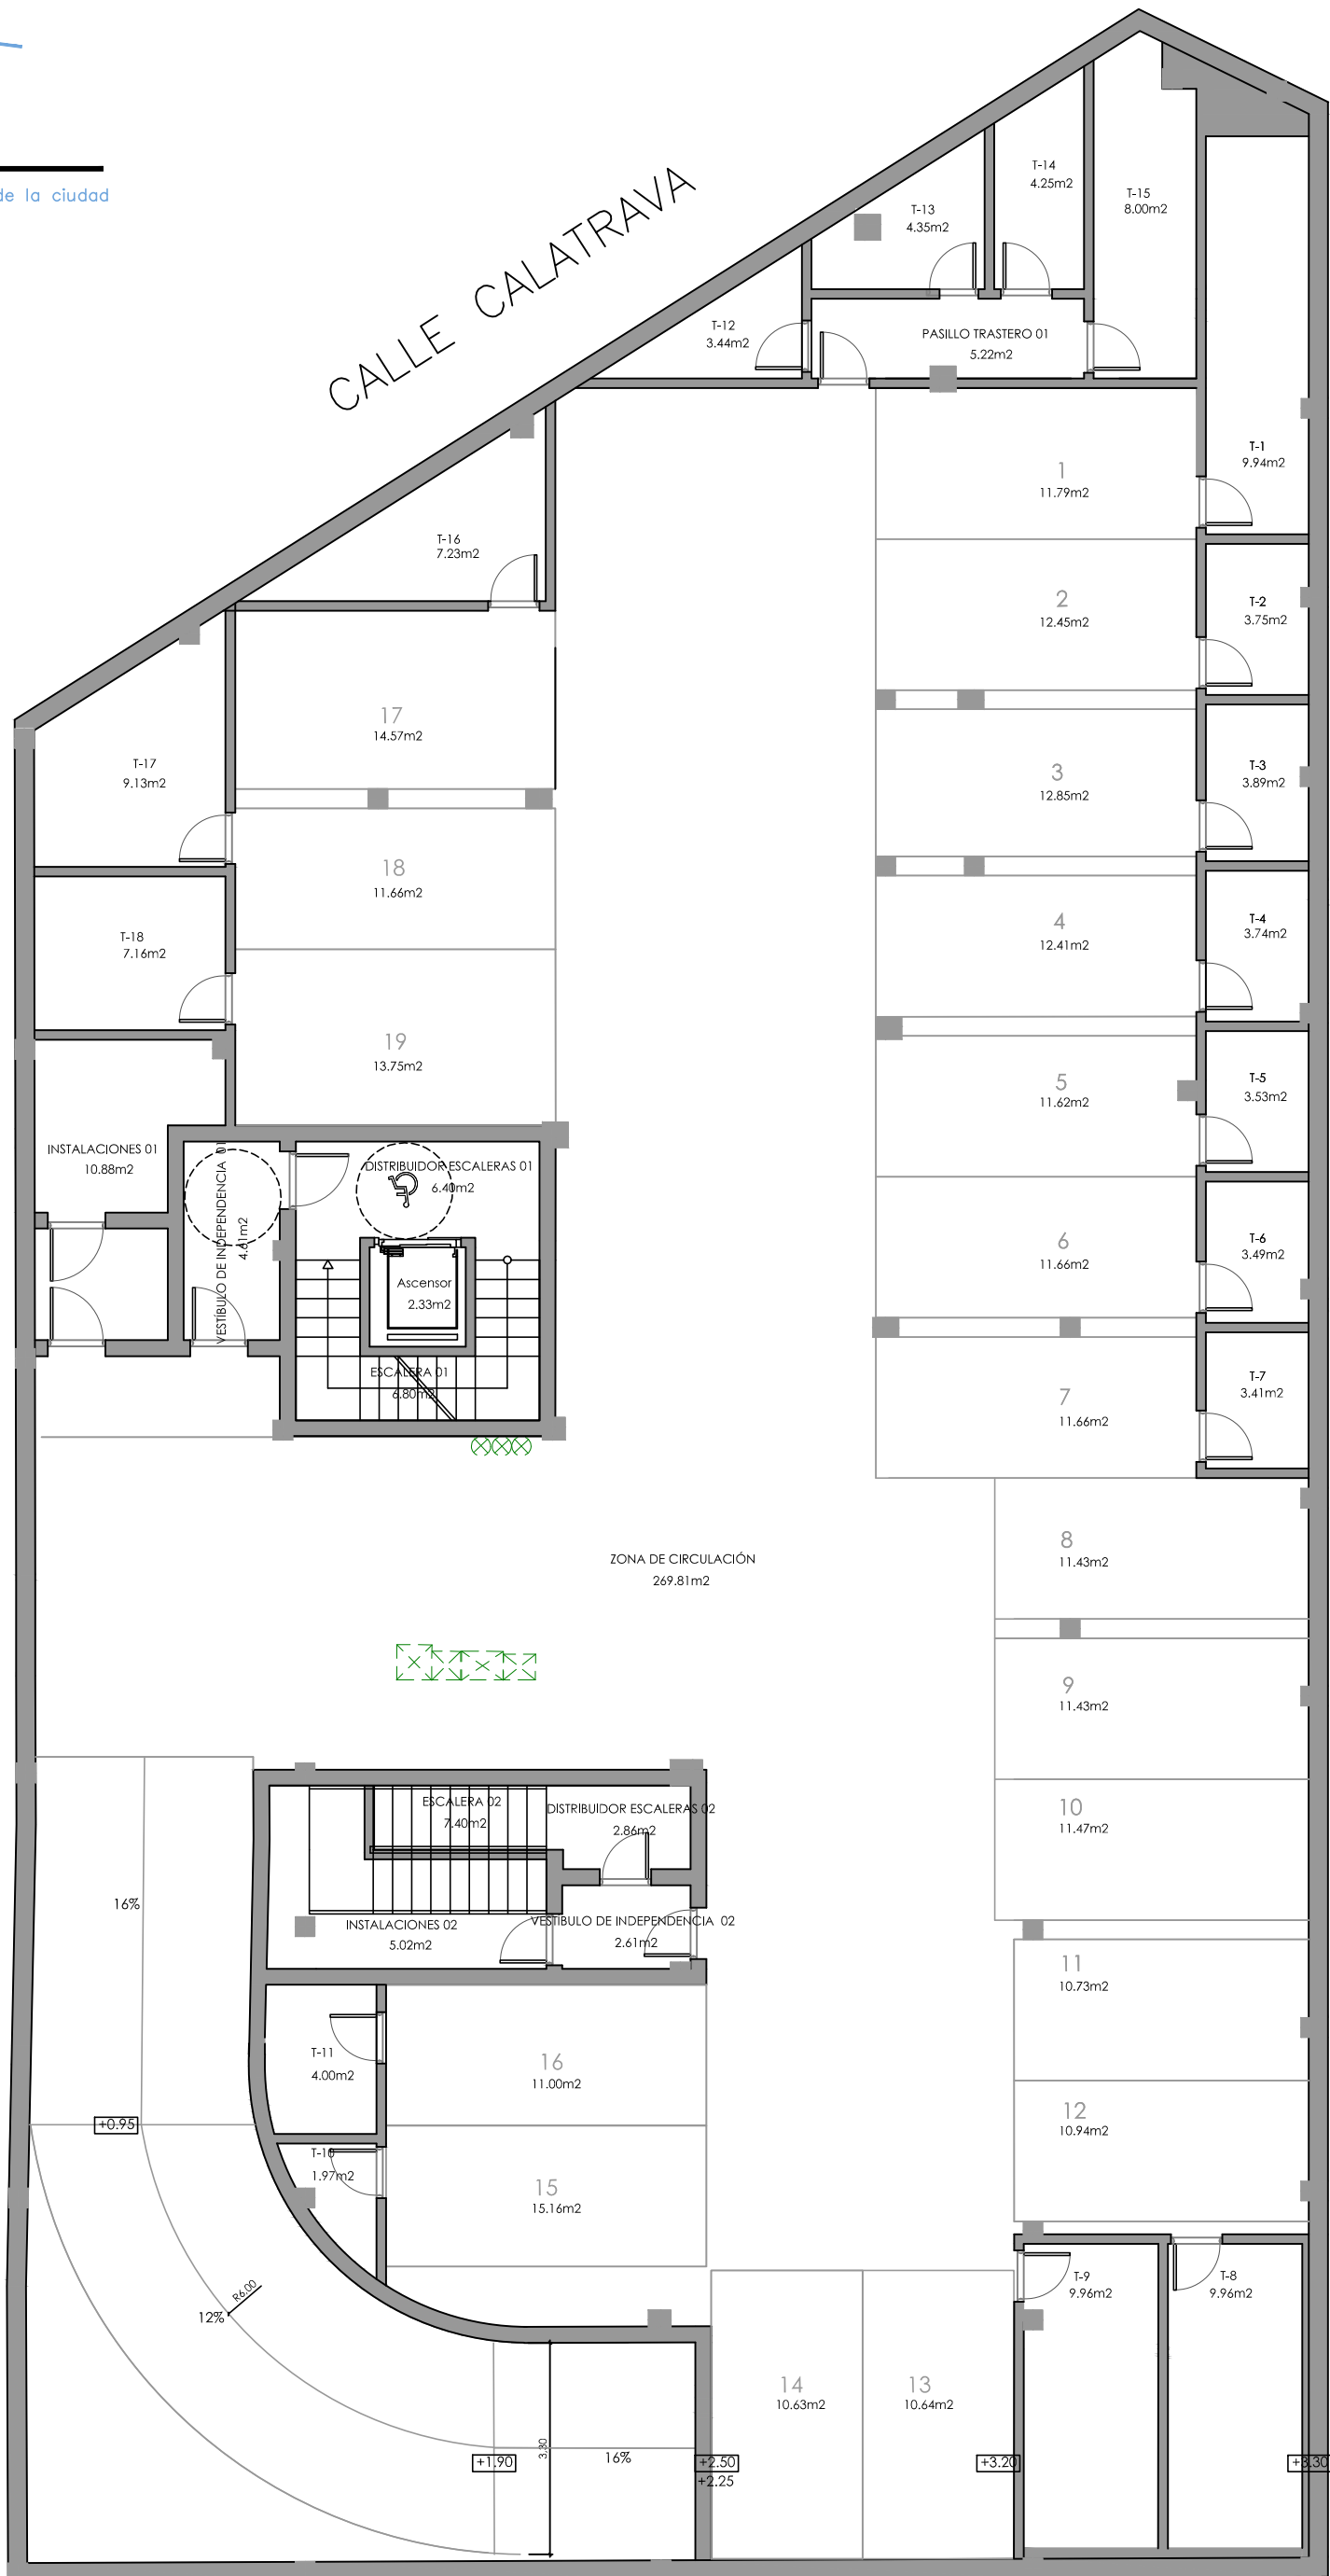 de la ciudad
CALLE CALATRAVA
T-14
4.25m2
T-15
8.00m2
T-13
4.35m2
T-12
3.44m2
PASILLO TRASTERO 01
5.22m2
T-1
9.94m2
1
11.79m2
T-16
7.23m2
2
12.45m2
T-2
3.75m2
17
14.57m2
T-17
9.13m2
3
12.85m2
T-3
3.89m2
18
11.66m2
4
12.41m2
T-4
3.74m2
T-18
7.16m2
19
13.75m2
5
11.62m2
T-5
3.53m2
INSTALACIONES 01
10.88m2
VESTÍBULO DE INDEPENDENCIA 01
4.61m2
DISTRIBUIDOR ESCALERAS 01
6.40m2
6
11.66m2
T-6
3.49m2
Ascensor
2.33m2
ESCALERA 01
6.80m2
7
11.66m2
T-7
3.41m2
8
11.43m2
ZONA DE CIRCULACIÓN
269.81m2
9
11.43m2
ESCALERA 02
7.40m2
DISTRIBUIDOR ESCALERAS 02
2.86m2
10
11.47m2
16%
INSTALACIONES 02
5.02m2
VESTIBULO DE INDEPENDENCIA 02
2.61m2
11
10.73m2
T-11
4.00m2
16
11.00m2
+0.95
12
10.94m2
T-10
1.97m2
15
15.16m2
T-9
9.96m2
T-8
9.96m2
R6.00
12%
14
10.63m2
13
10.64m2
3.30
16%
+1.90
+2.50
+2.25
+3.20
+3.30